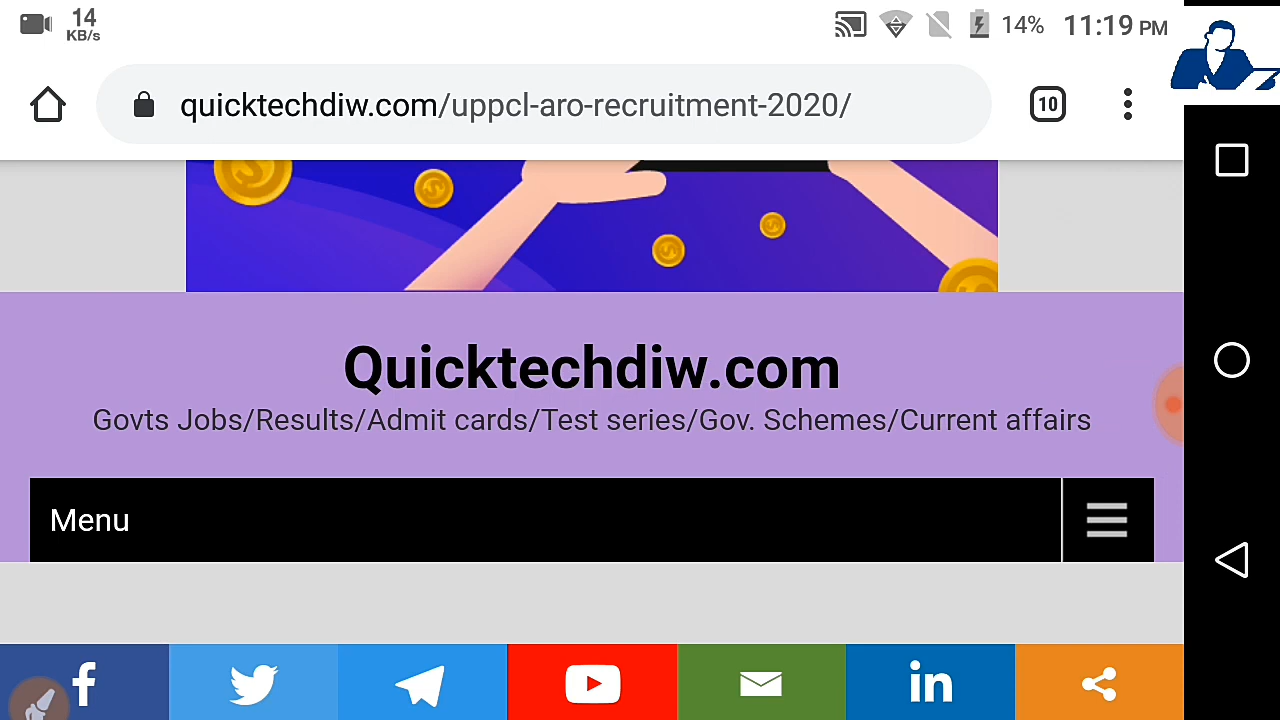 14
KB/s
14%
11:19 PM
quicktechdiw.com/uppcl-aro-recruitment-2020/
10
Quicktechdiw.com
Govts Jobs/Results/Admit cards/Test series/Gov. Schemes/Current affairs
Menu